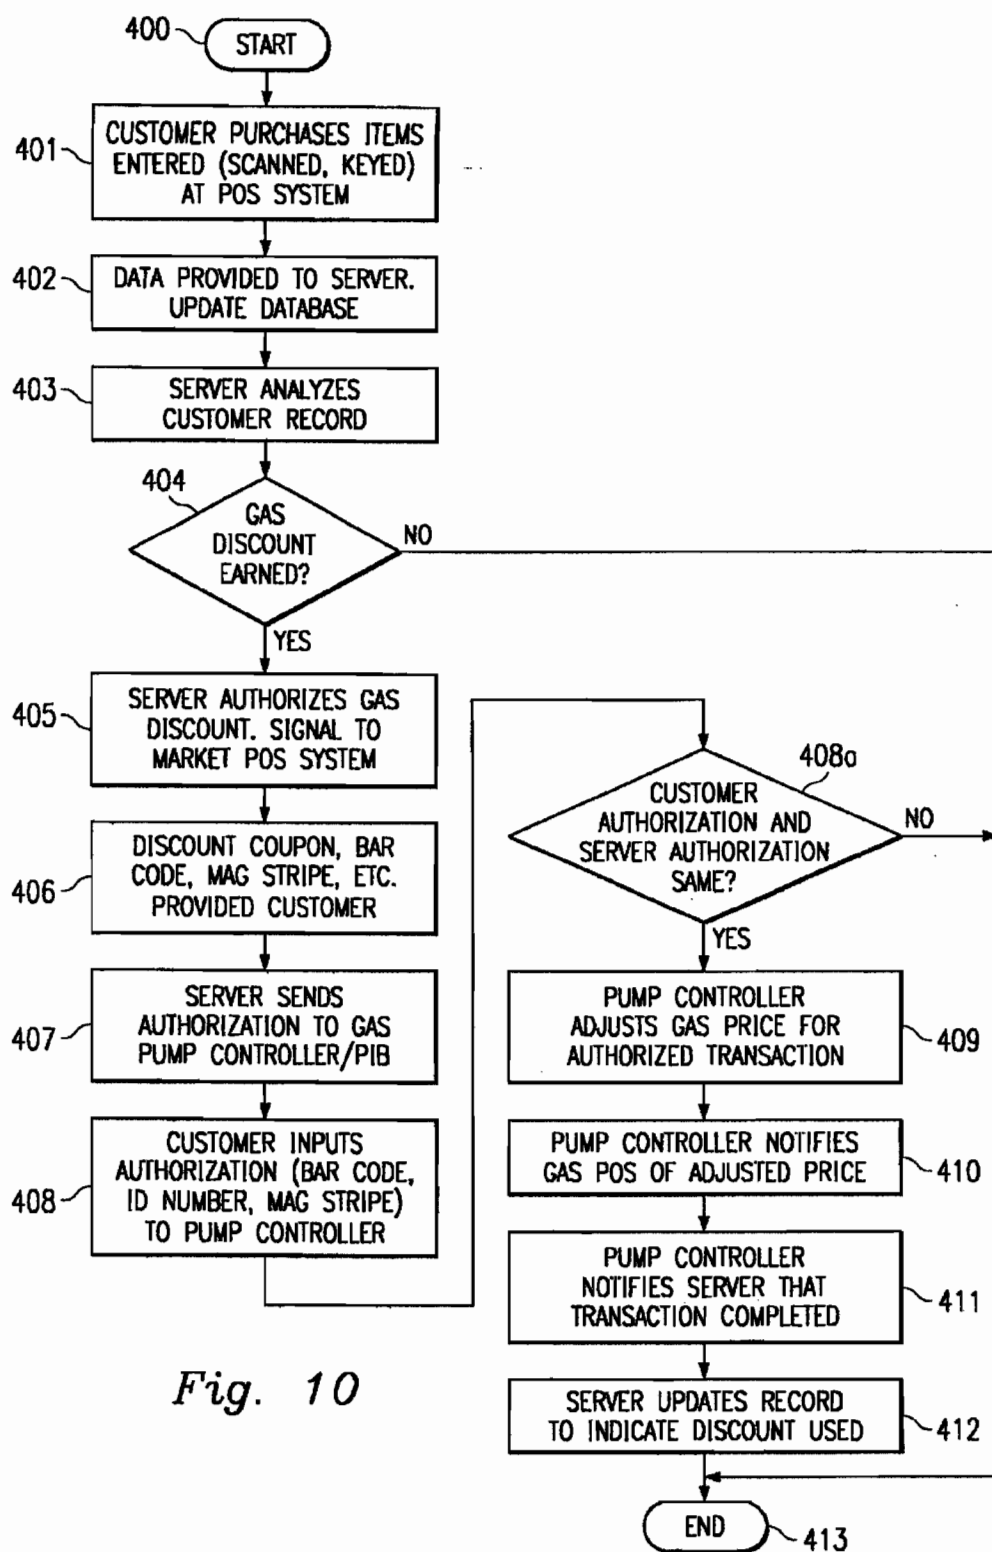 400
START
401
CUSTOMER PURCHASES ITEMS
ENTERED (SCANNED, KEYED)
AT POS SYSTEM
402
DATA PROVIDED TO SERVER.
UPDATE DATABASE
403
SERVER ANALYZES
CUSTOMER RECORD
404
GAS
DISCOUNT
EARNED?
NO
YES
405
SERVER AUTHORIZES GAS
DISCOUNT. SIGNAL TO
MARKET POS SYSTEM
406
DISCOUNT COUPON, BAR
CODE, MAG STRIPE, ETC.
PROVIDED CUSTOMER
407
SERVER SENDS
AUTHORIZATION TO GAS
PUMP CONTROLLER/PIB
408
CUSTOMER INPUTS
AUTHORIZATION (BAR CODE,
ID NUMBER, MAG STRIPE)
TO PUMP CONTROLLER
408a
CUSTOMER
AUTHORIZATION AND
SERVER AUTHORIZATION
SAME?
NO
YES
PUMP CONTROLLER
ADJUSTS GAS PRICE FOR
AUTHORIZED TRANSACTION
409
PUMP CONTROLLER NOTIFIES
GAS POS OF ADJUSTED PRICE
410
PUMP CONTROLLER
NOTIFIES SERVER THAT
TRANSACTION COMPLETED
411
SERVER UPDATES RECORD
TO INDICATE DISCOUNT USED
412
END
413
Fig. 10